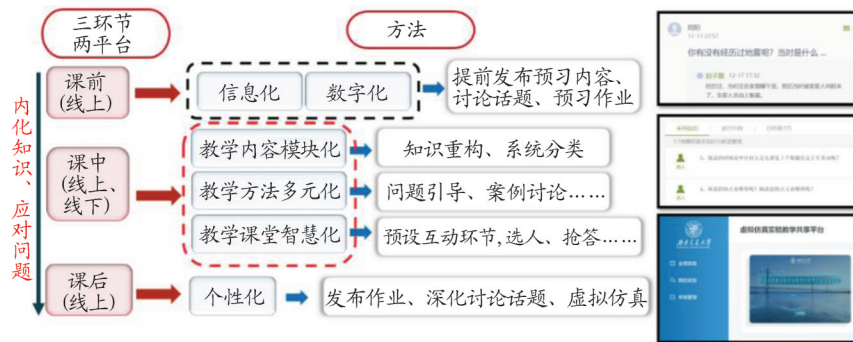 三环节
两平台
方法
内化知识、应对问题
课前
(线上)
信息化
数字化
提前发布预习内容、
讨论话题、预习作业
课中
(线上、
线下)
教学内容模块化
知识重构、系统分类
教学方法多元化
问题引导、案例讨论……
教学课堂智慧化
预设互动环节,选人、抢答……
课后
(线上)
个性化
发布作业、深化讨论话题、虚拟仿真
你有没有经历过地震呢?当时是什么...
12-17 17:32
虚拟仿真实验教学共享平台